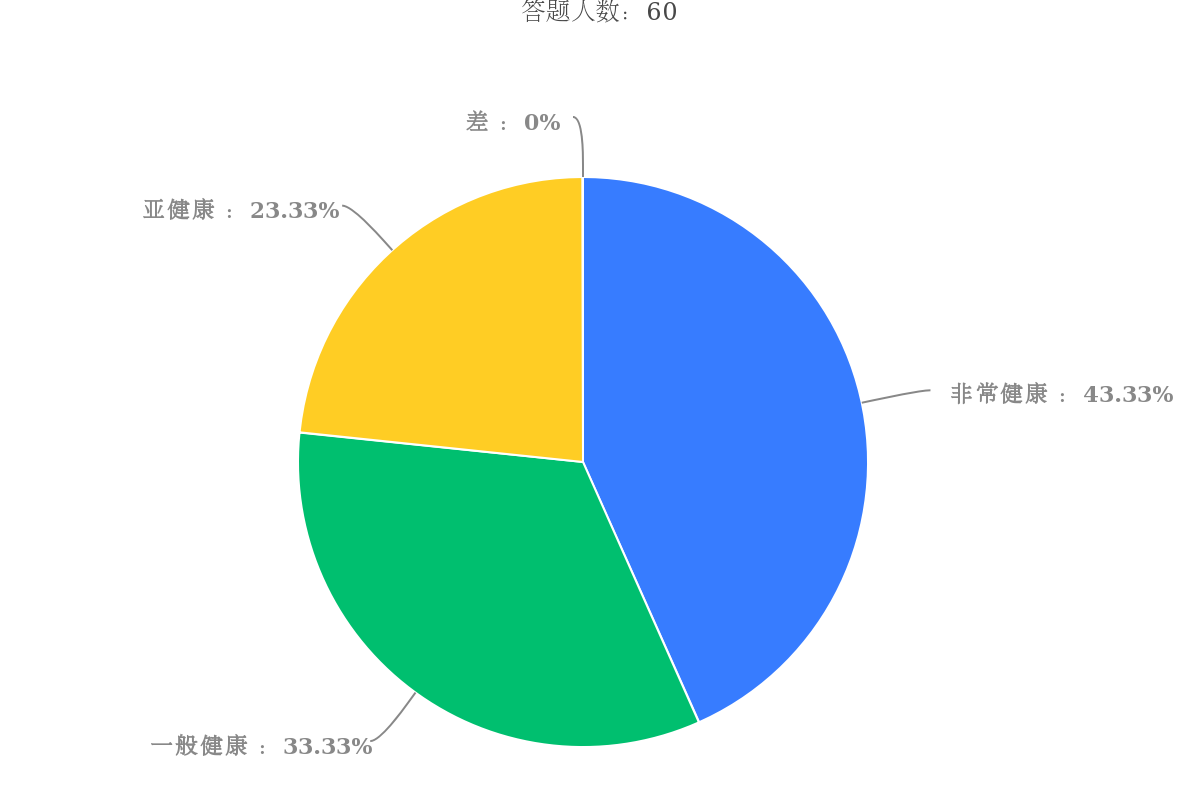 答题人数: 60
差 : 0%
亚健康 : 23.33%
非常健康 : 43.33%
一般健康 : 33.33%